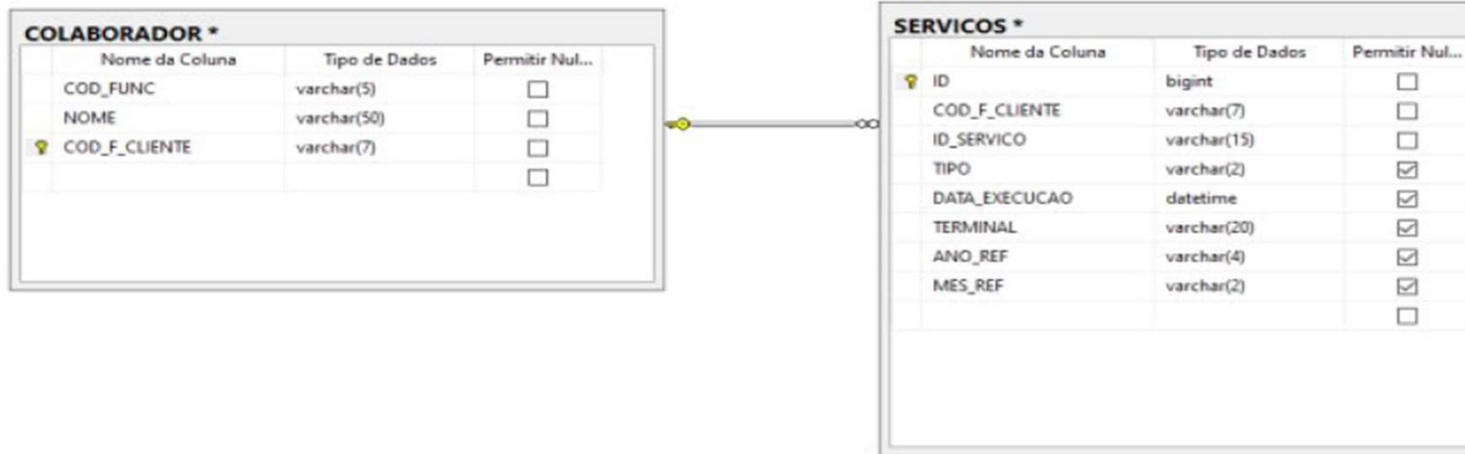 COLABORADOR *
Nome da Coluna Tipo de Dados Permitir Nul...
COD_FUNC varchar(5)
NOME varchar(50)
COD_F_CLIENTE varchar(7)
SERVICOS *
Nome da Coluna Tipo de Dados Permitir Nul...
ID bigint
COD_F_CLIENTE varchar(7)
ID_SERVICO varchar(15)
TIPO varchar(2)
DATA_EXECUCAO datetime
TERMINAL varchar(20)
ANO_REF varchar(4)
MES_REF varchar(2)